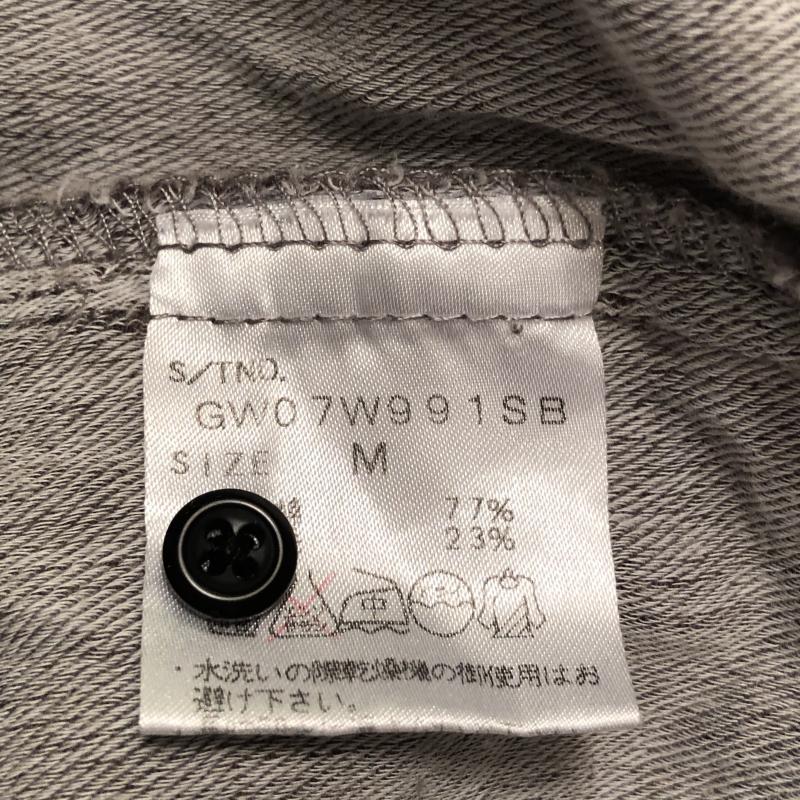 S/TNO.
GW07W991SB
SIZE M
77%
23%
中
・水洗いの際乾燥機の御使用はお
避け下さい。